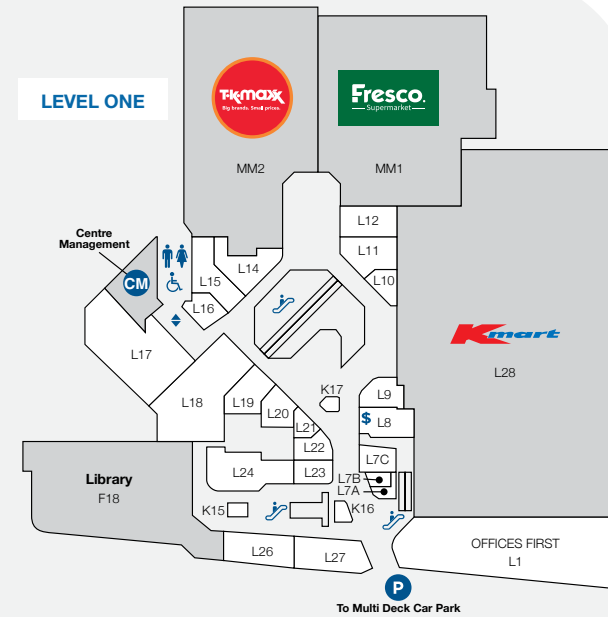 LEVEL ONE
TKmaxx
Big brands. Small prices.
Fresco.
Supermarket
MM2
MM1
L12
L11
L10
L14
L15
L16
Centre
Management
CM
L17
Kmart
L28
L18
L19
L20
L21
L22
L23
L24
K17
L9
$
L8
L7C
L7B
L7A
Library
F18
K15
K16
L26
L27
OFFICES FIRST
L1
P
To Multi Deck Car Park